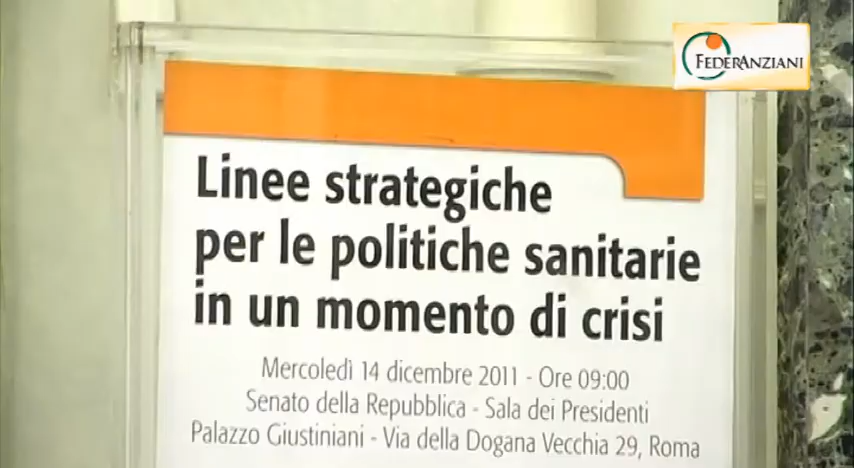 FEDERANZIANI
Linee strategiche
per le politiche sanitarie
in un momento di crisi
Mercoledì 14 dicembre 2011 - Ore 09:00
Senato della Repubblica - Sala dei Presidenti
Palazzo Giustiniani - Via della Dogana Vecchia 29, Roma